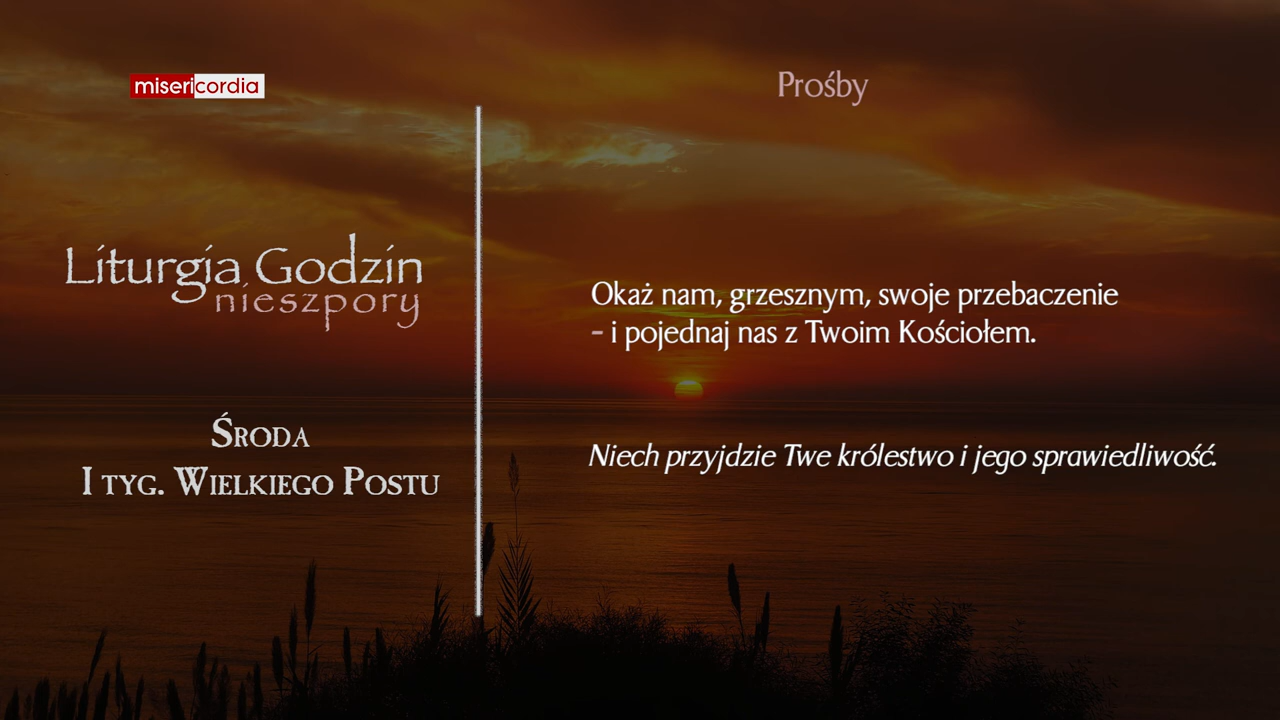 misericordia
Prośby
Liturgia Godzin
nieszpory
Okaż nam, grzesznym, swoje przebaczenie
- i pojednaj nas z Twoim Kościołem.
Środa
I tyg. Wielkiego Postu
Niech przyjdzie Twe królestwo i jego sprawiedliwość.